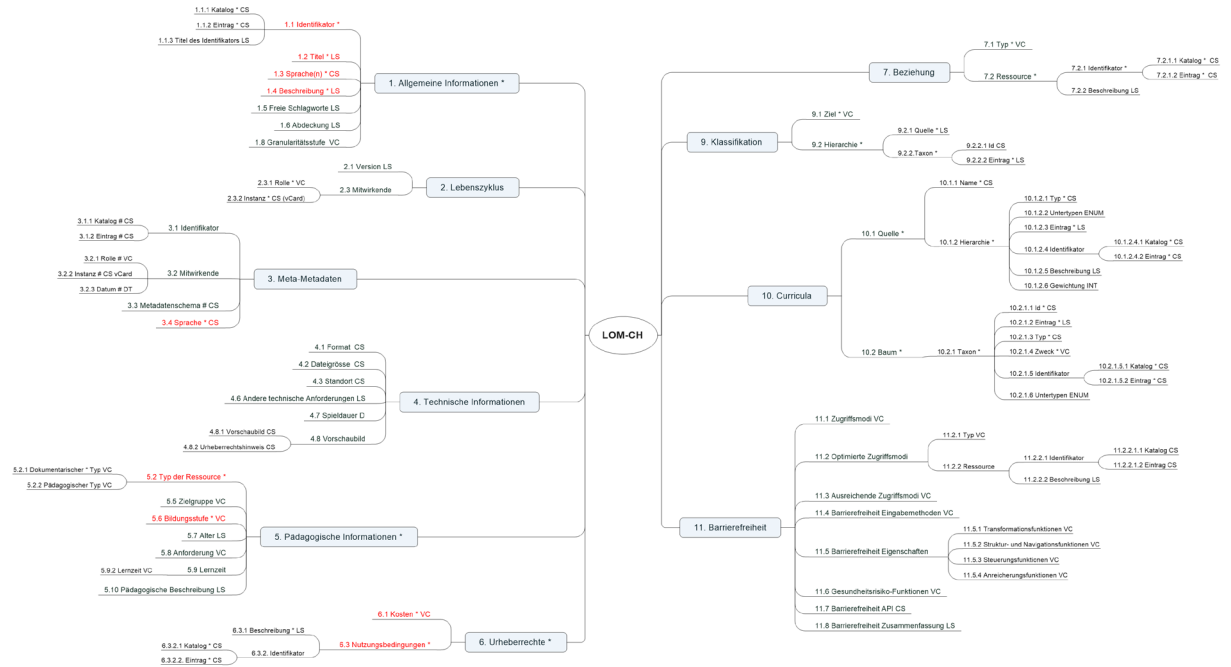 LOM-CH
1. Allgemeine Informationen *
1.1 Identifikator *
1.1.1 Katalog * CS
1.1.2 Eintrag * CS
1.1.3 Titel des Identifikators LS
1.2 Titel * LS
1.3 Sprache(n) * CS
1.4 Beschreibung * LS
1.5 Freie Schlagworte LS
1.6 Abdeckung LS
1.8 Granularitätsstufe VC
2. Lebenszyklus
2.1 Version LS
2.3 Mitwirkende
2.3.1 Rolle * VC
2.3.2 Instanz * CS (vCard)
3. Meta-Metadaten
3.1 Identifikator
3.1.1 Katalog # CS
3.1.2 Eintrag # CS
3.2 Mitwirkende
3.2.1 Rolle # VC
3.2.2 Instanz # CS vCard
3.2.3 Datum # DT
3.3 Metadatenschema # CS
3.4 Sprache * CS
4. Technische Informationen
4.1 Format CS
4.2 Dateigrösse CS
4.3 Standort CS
4.6 Andere technische Anforderungen LS
4.7 Spieldauer D
4.8 Vorschaubild
4.8.1 Vorschaubild CS
4.8.2 Urheberrechtshinweis CS
5. Pädagogische Informationen *
5.2 Typ der Ressource *
5.2.1 Dokumentarischer * Typ VC
5.2.2 Pädagogischer Typ VC
5.5 Zielgruppe VC
5.6 Bildungsstufe * VC
5.7 Alter LS
5.8 Anforderung VC
5.9 Lernzeit
5.9.2 Lernzeit VC
5.10 Pädagogische Beschreibung LS
6. Urheberrechte *
6.1 Kosten * VC
6.3 Nutzungsbedingungen *
6.3.1 Beschreibung * LS
6.3.2. Identifikator
6.3.2.1 Katalog * CS
6.3.2.2. Eintrag * CS
7. Beziehung
7.1 Typ * VC
7.2 Ressource *
7.2.1 Identifikator *
7.2.1.1 Katalog * CS
7.2.1.2 Eintrag * CS
7.2.2 Beschreibung LS
9. Klassifikation
9.1 Ziel * VC
9.2 Hierarchie *
9.2.1 Quelle * LS
9.2.2.Taxon *
9.2.2.1 Id CS
9.2.2.2 Eintrag * LS
10. Curricula
10.1 Quelle *
10.1.1 Name * CS
10.1.2 Hierarchie *
10.1.2.1 Typ * CS
10.1.2.2 Untertypen ENUM
10.1.2.3 Eintrag * LS
10.1.2.4 Identifikator
10.1.2.4.1 Katalog * CS
10.1.2.4.2 Eintrag * CS
10.1.2.5 Beschreibung LS
10.1.2.6 Gewichtung INT
10.2 Baum *
10.2.1 Taxon *
10.2.1.1 Id * CS
10.2.1.2 Eintrag * LS
10.2.1.3 Typ * CS
10.2.1.4 Zweck * VC
10.2.1.5 Identifikator
10.2.1.5.1 Katalog * CS
10.2.1.5.2 Eintrag * CS
10.2.1.6 Untertypen ENUM
11. Barrierefreiheit
11.1 Zugriffsmodi VC
11.2 Optimierte Zugriffsmodi
11.2.1 Typ VC
11.2.2 Ressource
11.2.2.1 Identifikator
11.2.2.1.1 Katalog CS
11.2.2.1.2 Eintrag CS
11.2.2.2 Beschreibung LS
11.3 Ausreichende Zugriffsmodi VC
11.4 Barrierefreiheit Eingabemethoden VC
11.5 Barrierefreiheit Eigenschaften
11.5.1 Transformationsfunktionen VC
11.5.2 Struktur- und Navigationsfunktionen VC
11.5.3 Steuerungsfunktionen VC
11.5.4 Anreicherungsfunktionen VC
11.6 Gesundheitsrisiko-Funktionen VC
11.7 Barrierefreiheit API CS
11.8 Barrierefreiheit Zusammenfassung LS